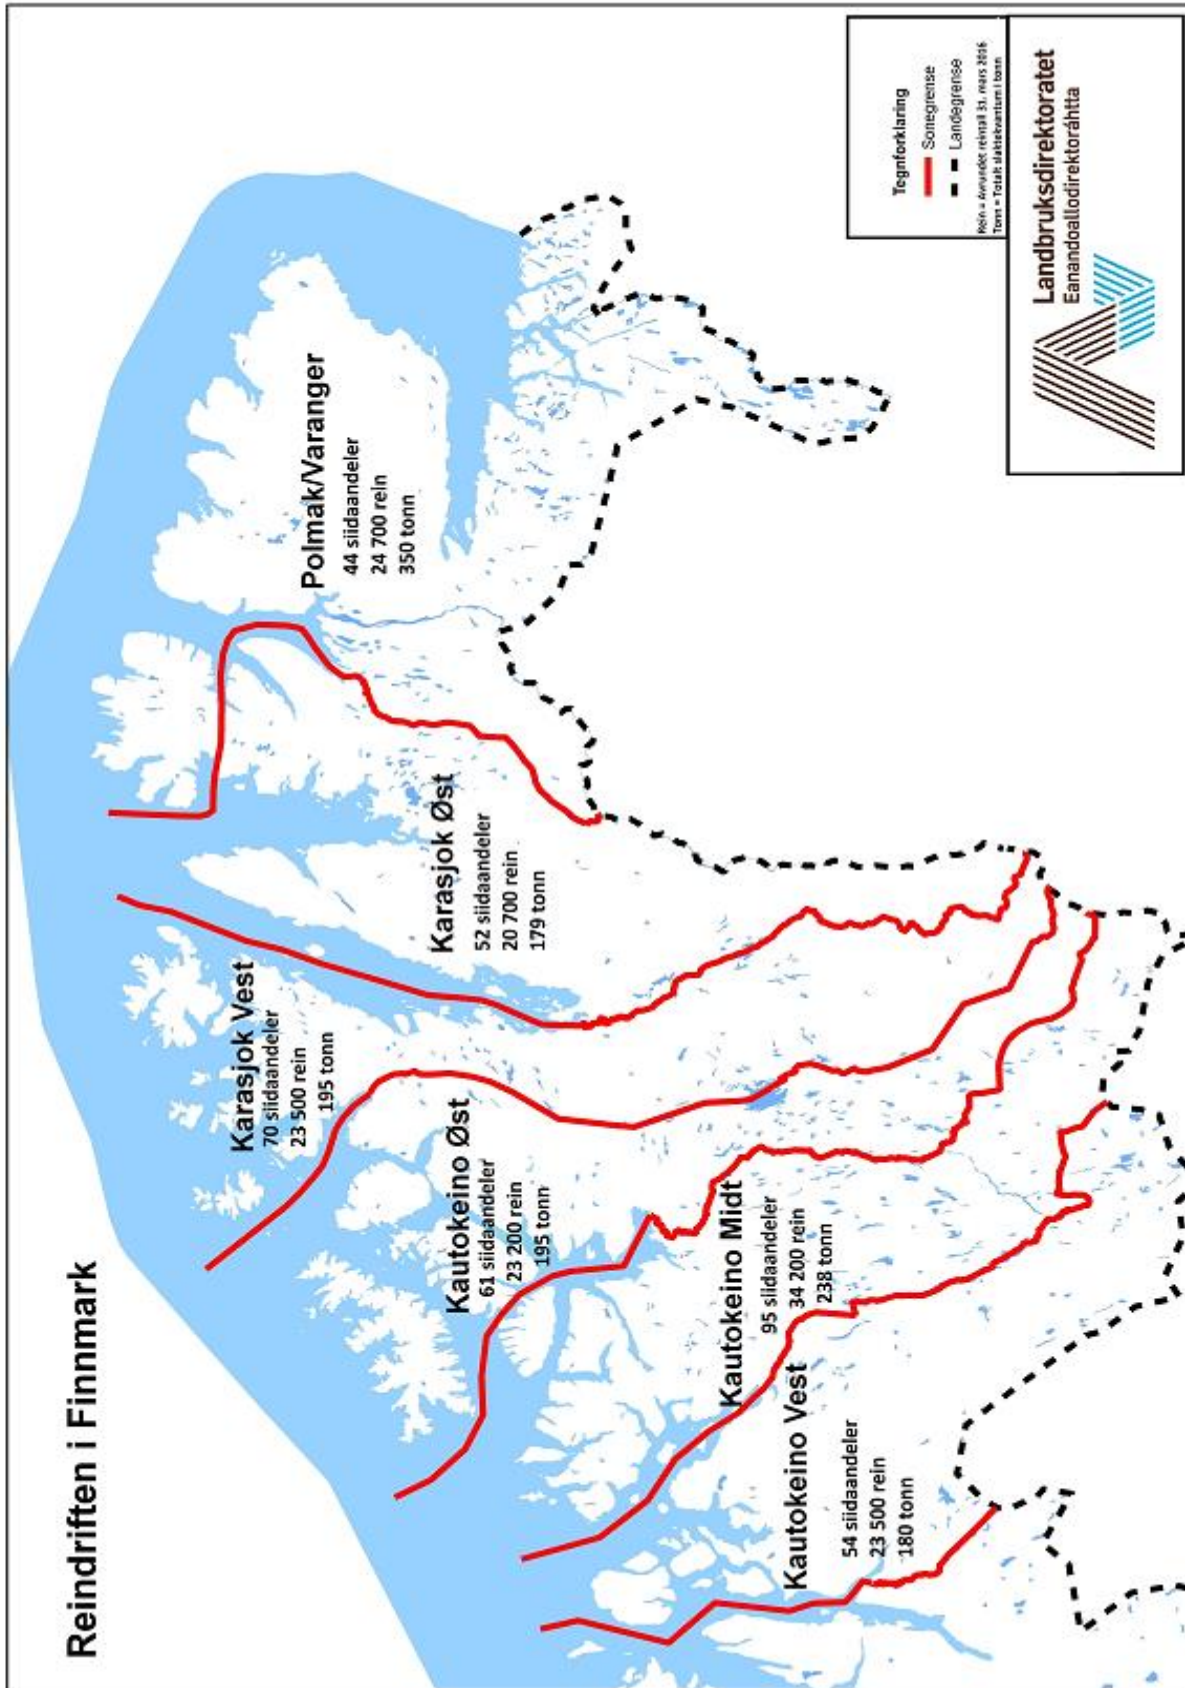 Reindriften i Finnmark
Polmak/Varanger
44 siidaandeler
24 700 rein
350 tonn
Karasjok Øst
52 siidaandeler
20 700 rein
179 tonn
Karasjok Vest
70 siidaandeler
23 500 rein
195 tonn
Kautokeino Øst
61 siidaandeler
23 200 rein
195 tonn
Kautokeino Midt
95 siidaandeler
34 200 rein
238 tonn
Kautokeino Vest
54 siidaandeler
23 500 rein
180 tonn
Tegnforklaring
Sonegrense
Landegrense
Rein = Avrundet reintall 31. mars 2016
Tonn = Totalt slaktekvantum i tonn
Landbruksdirektoratet
Eanandoallodirektoráhtta